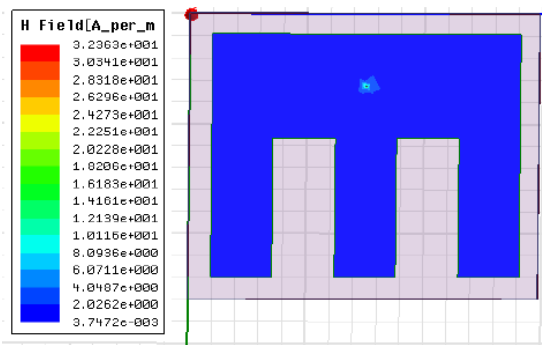 H Field[A_per_m
3.2363e+001
3.0341e+001
2.8318e+001
2.6296e+001
2.4273e+001
2.2251e+001
2.0228e+001
1.8206e+001
1.6183e+001
1.4161e+001
1.2139e+001
1.0116e+001
8.0936e+000
6.0711e+000
4.0487e+000
2.0262e+000
3.7472e-003